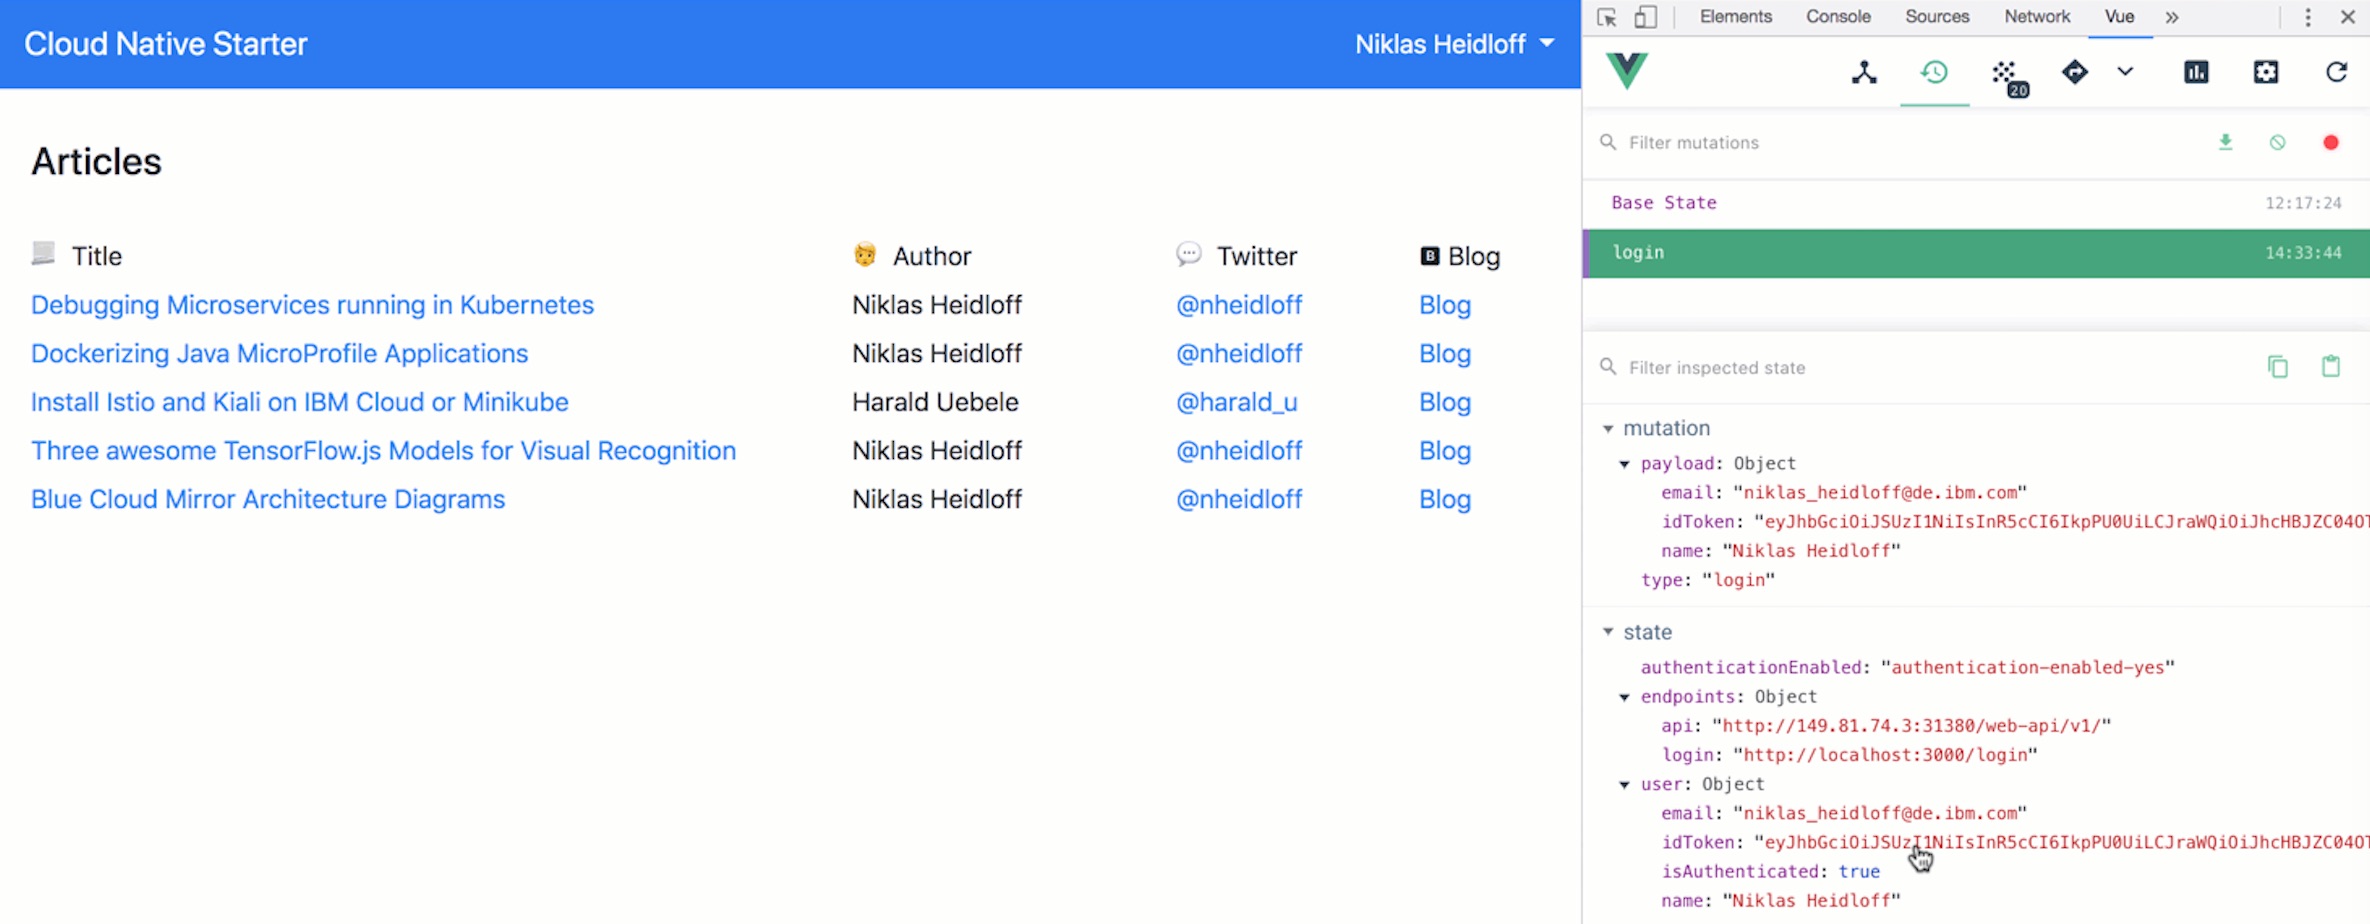 Cloud Native Starter
Niklas Heidloff
Articles
Title Author Twitter B Blog
Debugging Microservices running in Kubernetes Niklas Heidloff @nheidloff Blog
Dockerizing Java MicroProfile Applications Niklas Heidloff @nheidloff Blog
Install Istio and Kiali on IBM Cloud or Minikube Harald Uebele @harald_u Blog
Three awesome TensorFlow.js Models for Visual Recognition Niklas Heidloff @nheidloff Blog
Blue Cloud Mirror Architecture Diagrams Niklas Heidloff @nheidloff Blog
Elements Console Sources Network Vue »
20
Filter mutations
Base State 12:17:24
login 14:33:44
Filter inspected state
mutation
payload: Object
email: "niklas_heidloff@de.ibm.com"
idToken: "eyJhbGciOiJSUzI1NiIsInR5cCI6IkpPU0UiLCJraWQiOiJhcHBJZC04OT
name: "Niklas Heidloff"
type: "login"
state
authenticationEnabled: "authentication-enabled-yes"
endpoints: Object
api: "http://149.81.74.3:31380/web-api/v1/"
login: "http://localhost:3000/login"
user: Object
email: "niklas_heidloff@de.ibm.com"
idToken: "eyJhbGciOiJSUzI1NiIsInR5cCI6IkpPU0UiLCJraWQiOiJhcHBJZC04OT
isAuthenticated: true
name: "Niklas Heidloff"